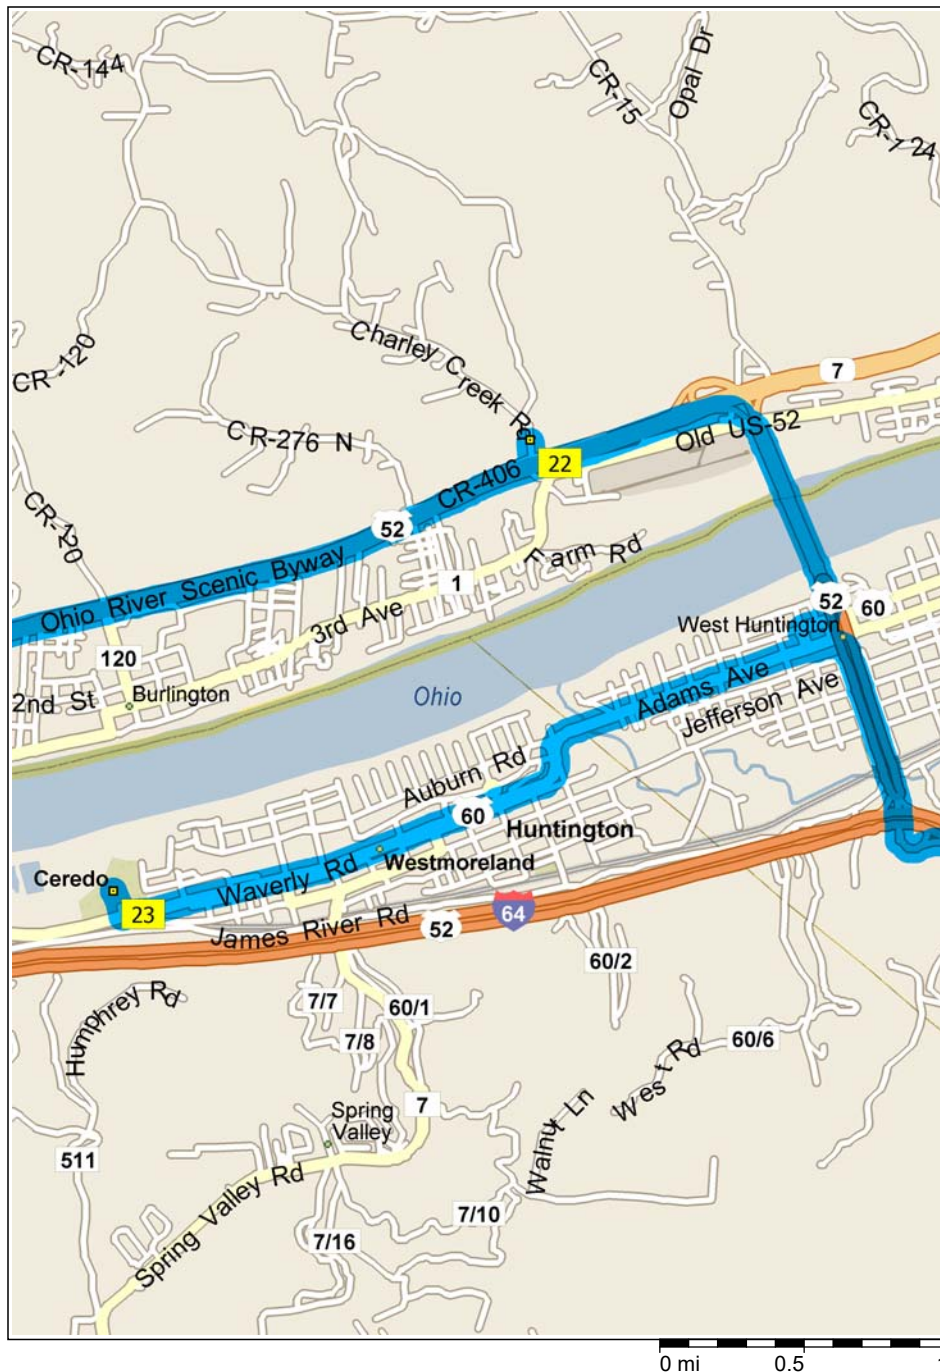 CR-144
CR-15
Opal Dr
CR-124
CR-120
Charley Creek Rd
7
CR-276 N
Old US-52
22
CR-406
52
CR-120
Farm Rd
Ohio River Scenic Byway
1
3rd Ave
52
60
West Huntington
120
2nd St
Burlington
Ohio
Adams Ave
Jefferson Ave
Auburn Rd
60
Huntington
Westmoreland
Ceredo
Waverly Rd
23
64
James River Rd
52
60/2
Humphrey Rd
7/7
60/1
7/8
60/6
West Rd
7
Walnut Ln
Spring
Valley
511
Spring Valley Rd
7/10
7/16
0 mi 0.5